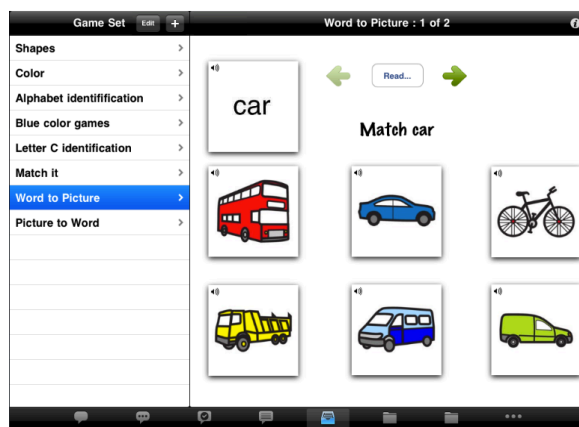 Game Set
Edit
+
Word to Picture : 1 of 2
Shapes
Color
Alphabet identifification
Blue color games
Letter C identification
Match it
Word to Picture
Picture to Word
car
Read...
Match car